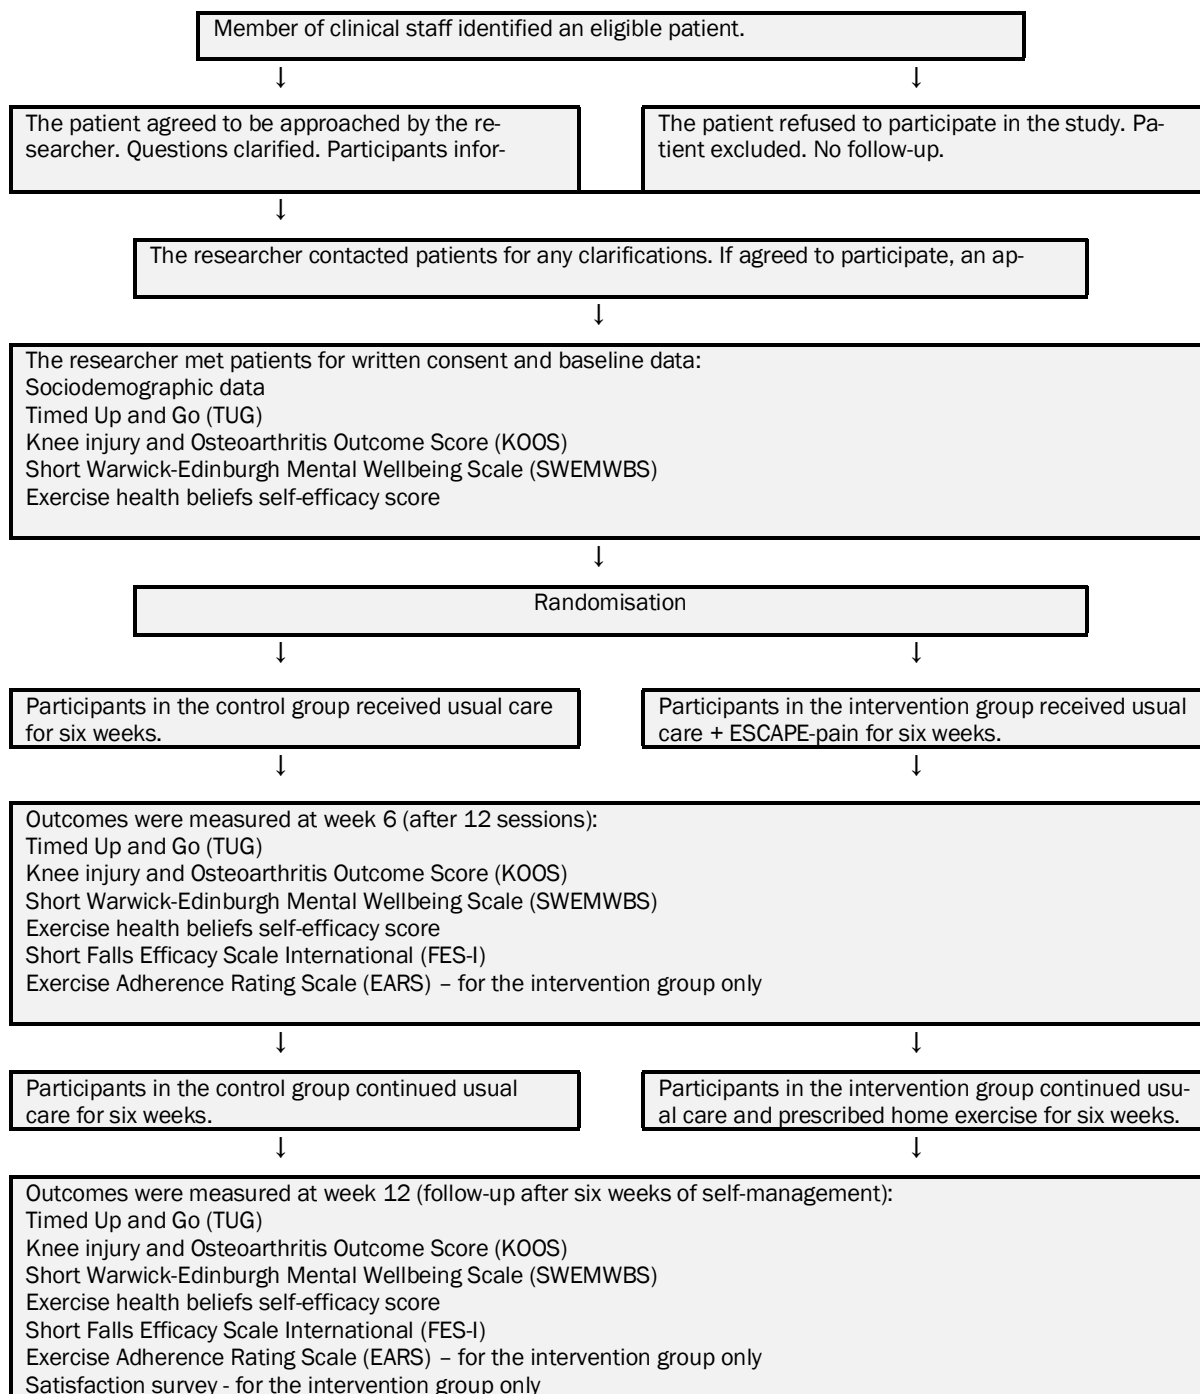 Member of clinical staff identified an eligible patient.
↓ ↓
The patient agreed to be approached by the re-
searcher. Questions clarified. Participants infor-
The patient refused to participate in the study. Pa-
tient excluded. No follow-up.
↓
The researcher contacted patients for any clarifications. If agreed to participate, an ap-
↓
The researcher met patients for written consent and baseline data:
Sociodemographic data
Timed Up and Go (TUG)
Knee injury and Osteoarthritis Outcome Score (KOOS)
Short Warwick-Edinburgh Mental Wellbeing Scale (SWEMWBS)
Exercise health beliefs self-efficacy score
↓
Randomisation
↓ ↓
Participants in the control group received usual care
for six weeks.
Participants in the intervention group received usual
care + ESCAPE-pain for six weeks.
↓ ↓
Outcomes were measured at week 6 (after 12 sessions):
Timed Up and Go (TUG)
Knee injury and Osteoarthritis Outcome Score (KOOS)
Short Warwick-Edinburgh Mental Wellbeing Scale (SWEMWBS)
Exercise health beliefs self-efficacy score
Short Falls Efficacy Scale International (FES-I)
Exercise Adherence Rating Scale (EARS) – for the intervention group only
↓ ↓
Participants in the control group continued usual
care for six weeks.
Participants in the intervention group continued usu-
al care and prescribed home exercise for six weeks.
↓ ↓
Outcomes were measured at week 12 (follow-up after six weeks of self-management):
Timed Up and Go (TUG)
Knee injury and Osteoarthritis Outcome Score (KOOS)
Short Warwick-Edinburgh Mental Wellbeing Scale (SWEMWBS)
Exercise health beliefs self-efficacy score
Short Falls Efficacy Scale International (FES-I)
Exercise Adherence Rating Scale (EARS) – for the intervention group only
Satisfaction survey - for the intervention group only